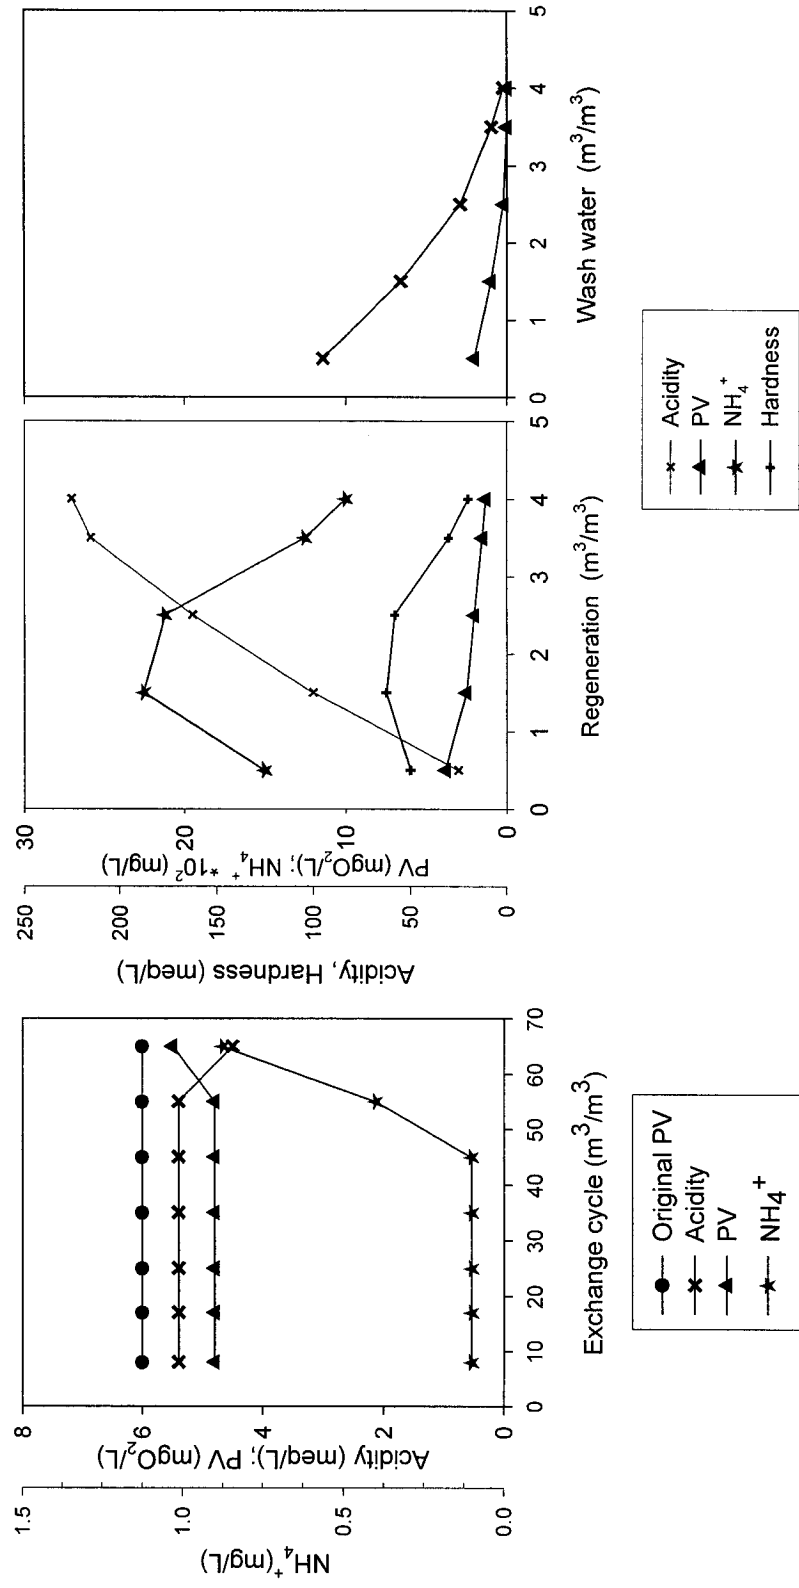 1.5
1.0
0.5
0.0
NH₄⁺(mg/L)
8
6
4
2
0
Acidity (meq/L); PV (mgO₂/L)
0 10 20 30 40 50 60 70
Exchange cycle (m³/m³)
Original PV
Acidity
PV
NH₄⁺
250
200
150
100
50
0
Acidity, Hardness (meq/L)
30
20
10
0
PV (mgO₂/L); NH₄⁺*10² (mg/L)
0 1 2 3 4 5
Regeneration (m³/m³)
0 1 2 3 4 5
Wash water (m³/m³)
Acidity
PV
NH₄⁺
Hardness